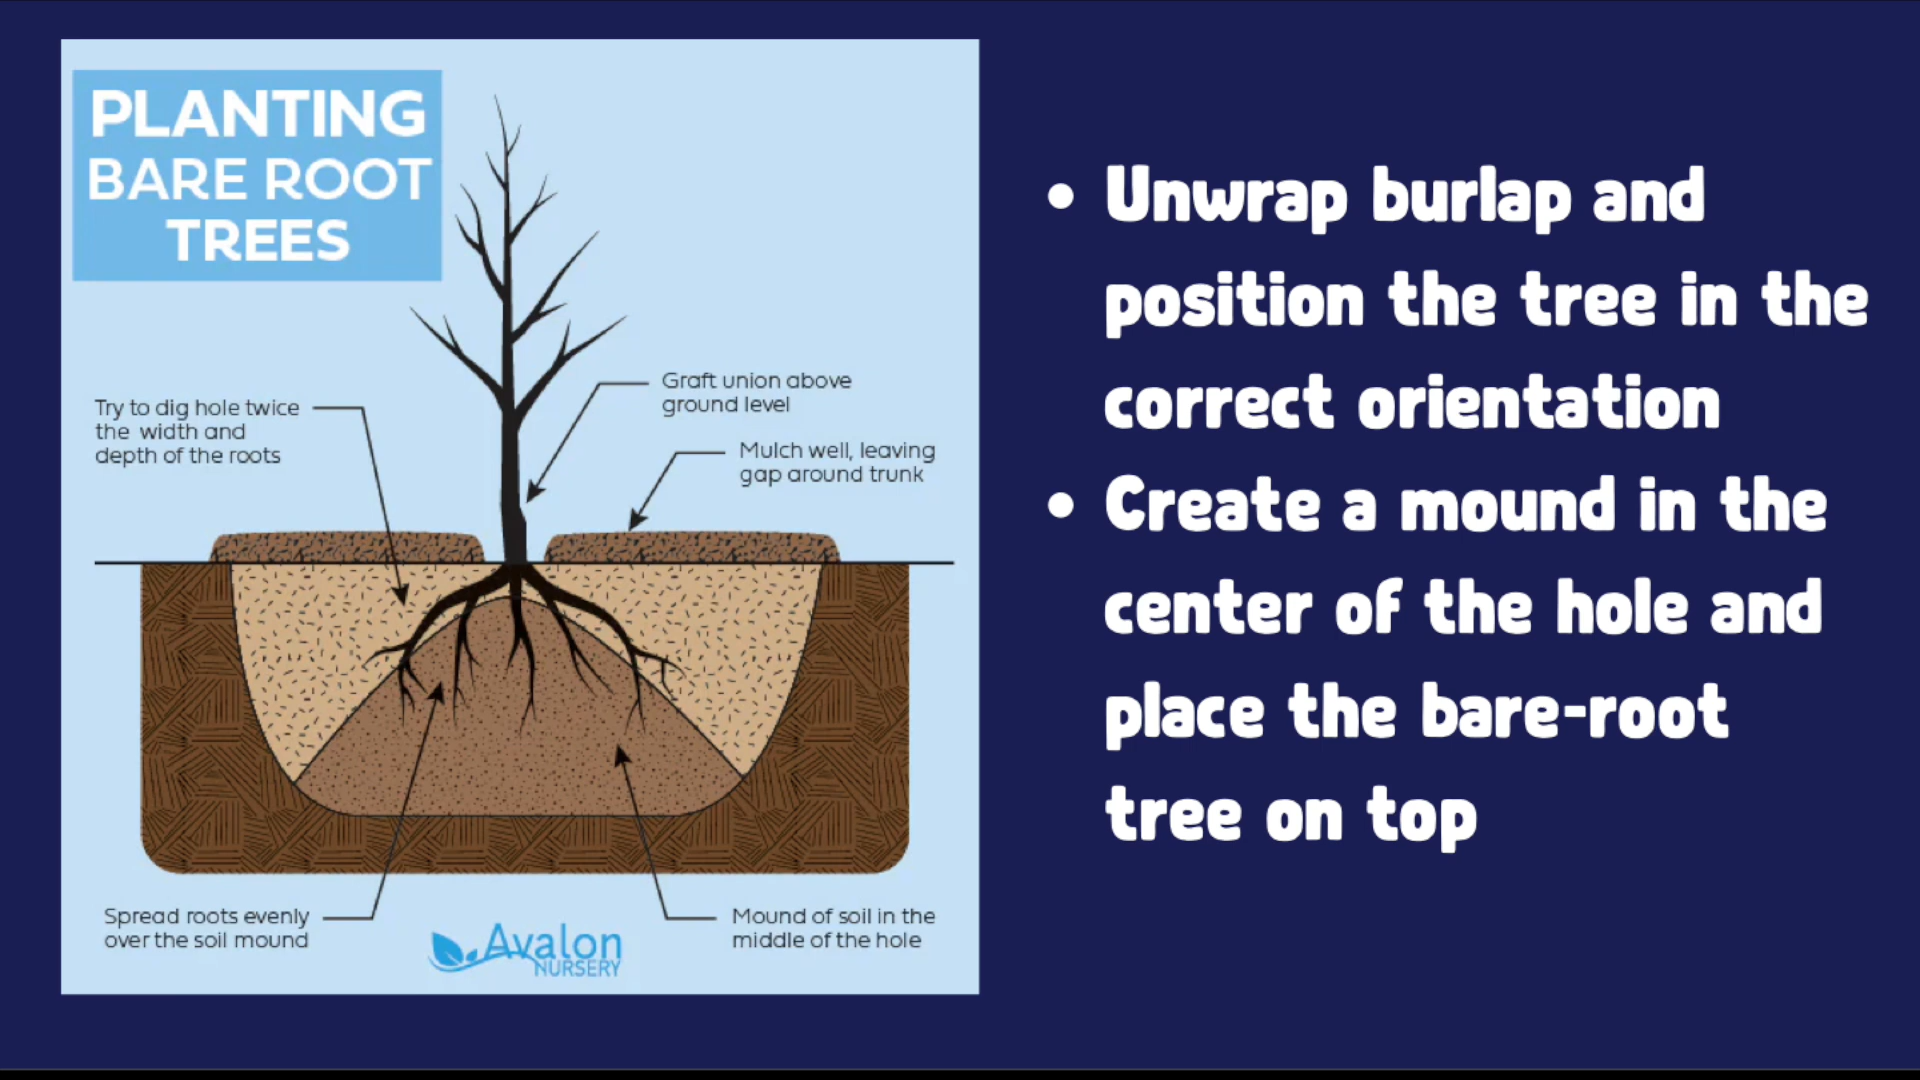 PLANTING
BARE ROOT
TREES
Try to dig hole twice
the width and
depth of the roots
Graft union above
ground level
Mulch well, leaving
gap around trunk
Spread roots evenly
over the soil mound
Avalon
NURSERY
Mound of soil in the
middle of the hole
• Unwrap burlap and
position the tree in the
correct orientation
• Create a mound in the
center of the hole and
place the bare-root
tree on top